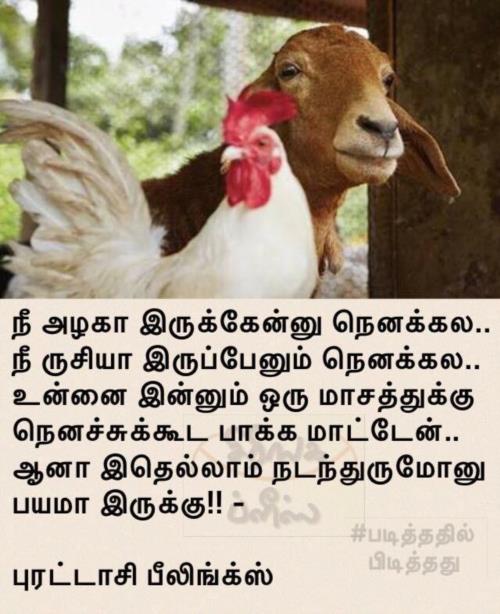 நீ அழகா இருக்கேன்னு நெனக்கல..
நீ ருசியா இருப்பேனும் நெனக்கல..
உன்னை இன்னும் ஒரு மாசத்துக்கு
நெனச்சுக்கூட பாக்க மாட்டேன்..
ஆனா இதெல்லாம் நடந்துருமோனு
பயமா இருக்கு!! -
ப்ளீஸ்
#படித்ததில்
பிடித்தது
புரட்டாசி பீலிங்க்ஸ்